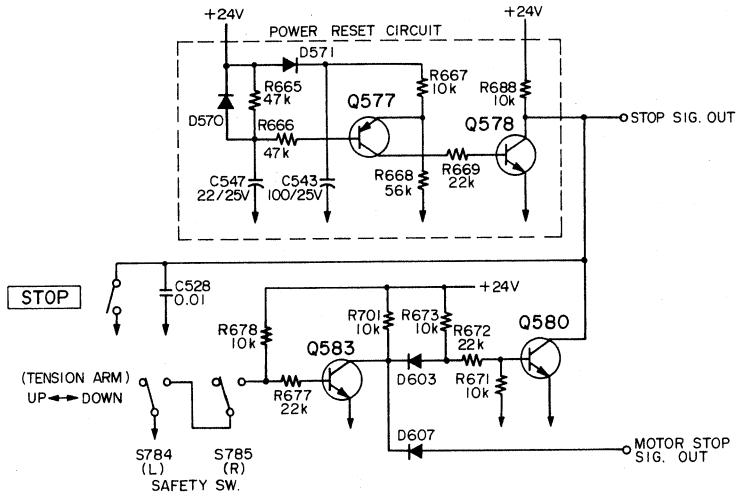 +24V
+24V
POWER RESET CIRCUIT
D571
R665
47k
R667
10k
R688
10k
Q577
Q578
D570
R666
47k
STOP SIG. OUT
R669
22k
C547
22/25V
C543
100/25V
R668
56k
STOP
C528
0.01
+24V
R678
10k
R701
10k
R673
10k
R672
22k
Q580
Q583
(TENSION ARM)
UP ↔ DOWN
R677
22k
D603
R671
10k
D607
MOTOR STOP
SIG. OUT
S784
(L)
S785
(R)
SAFETY SW.